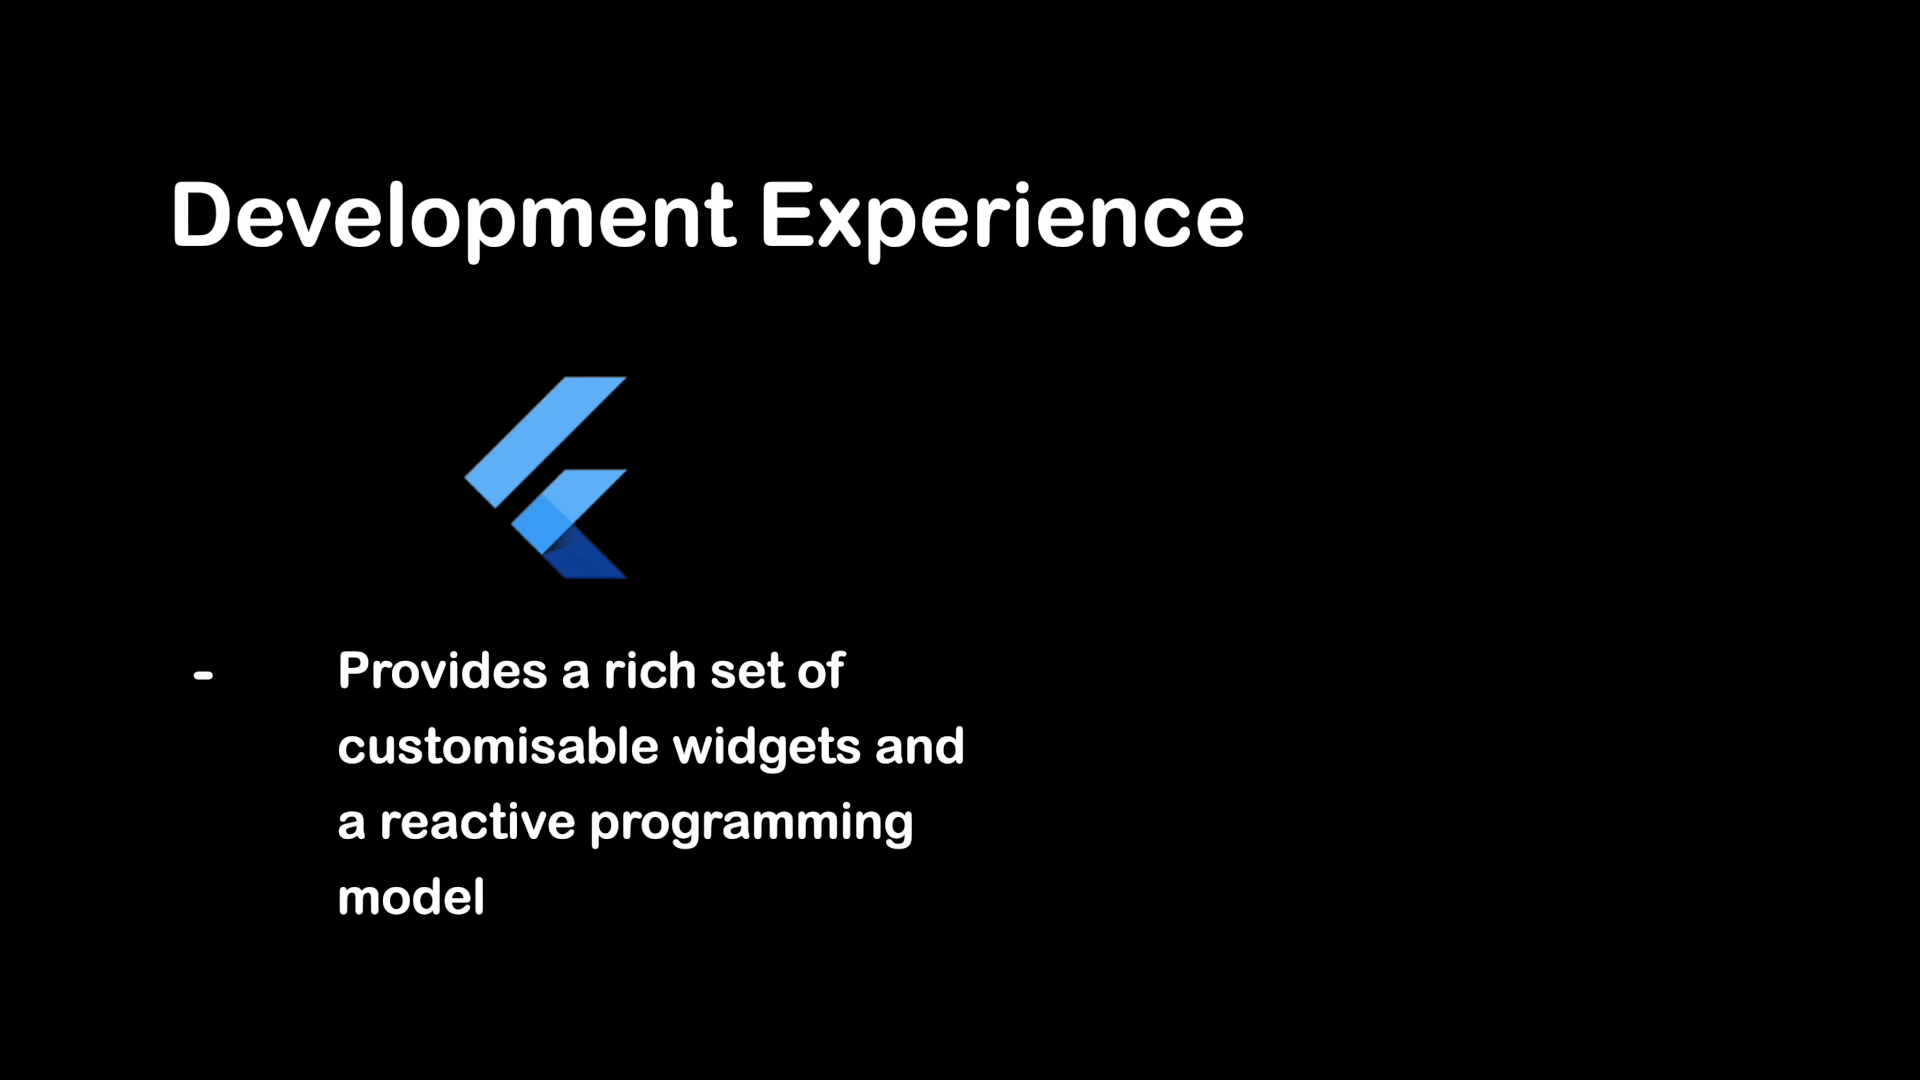 Development Experience
- Provides a rich set of
customisable widgets and
a reactive programming
model